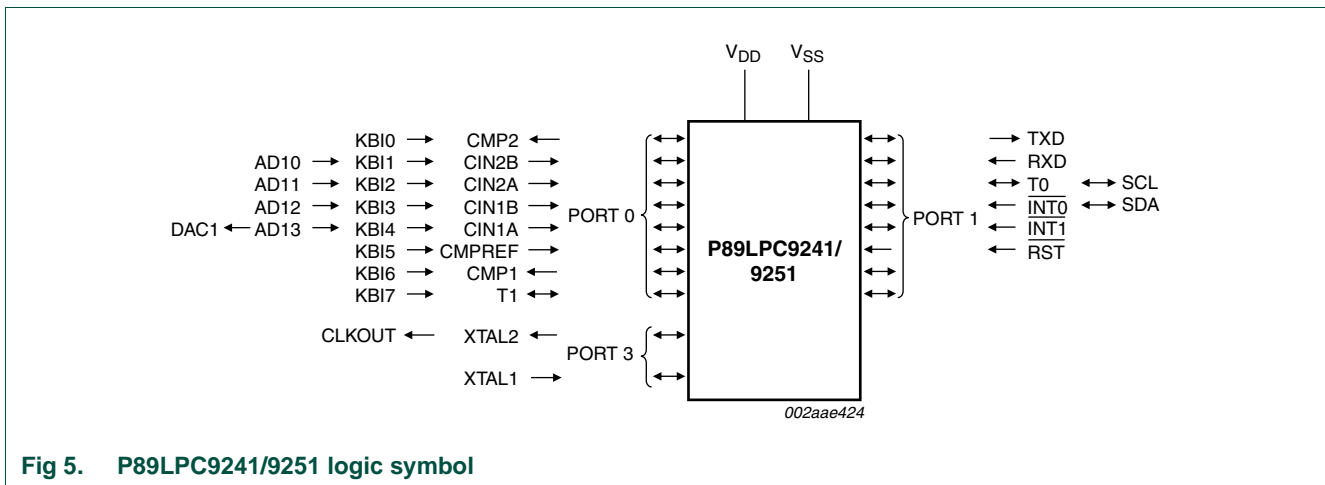 VDD VSS
KBI0 CMP2 TXD
AD10 KBI1 CIN2B RXD
AD11 KBI2 CIN2A T0 SCL
AD12 KBI3 CIN1B PORT 0 PORT 1 INT0 SDA
DAC1 AD13 KBI4 CIN1A INT1
KBI5 CMPREF P89LPC9241/ RST
KBI6 CMP1 9251
KBI7 T1
CLKOUT XTAL2
PORT 3
XTAL1
002aae424
Fig 5. P89LPC9241/9251 logic symbol